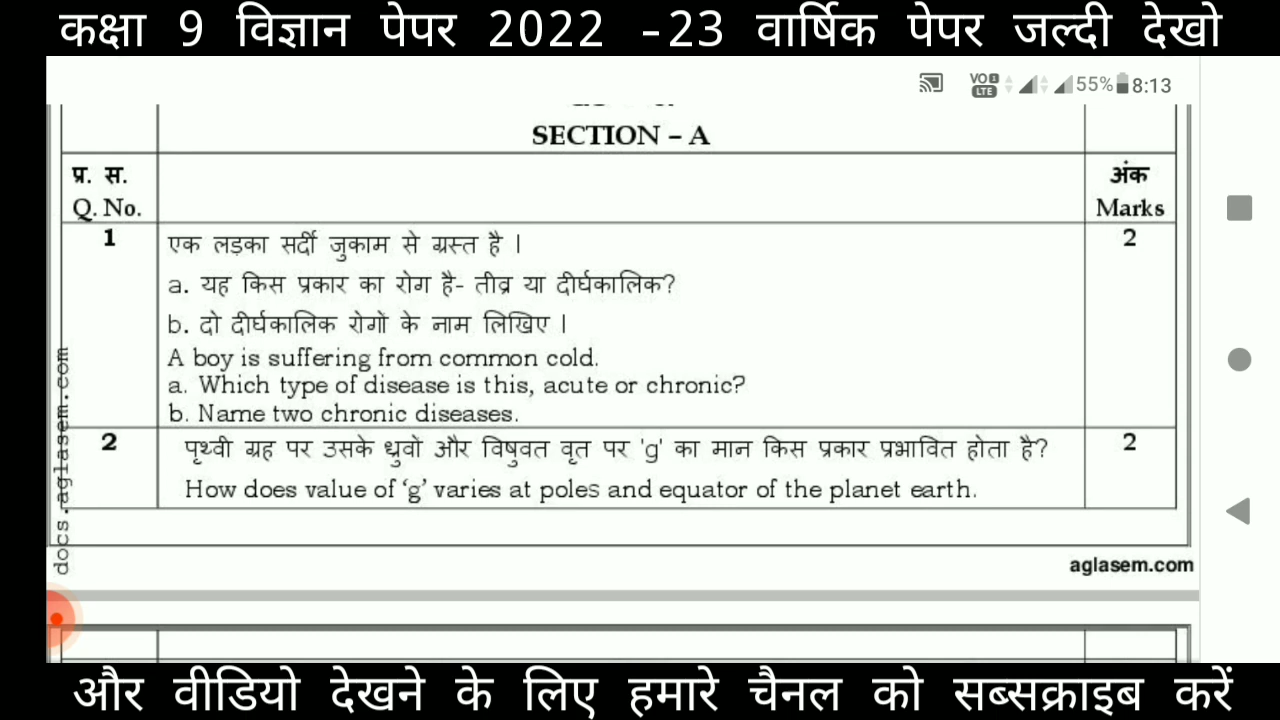 कक्षा 9 विज्ञान पेपर 2022 -23 वार्षिक पेपर जल्दी देखो
VO LTE 55% 8:13
SECTION – A
प्र. स.
अंक
Q. No.
Marks
1
एक लड़का सर्दी जुकाम से ग्रस्त है ।
2
a. यह किस प्रकार का रोग है- तीव्र या दीर्घकालिक?
b. दो दीर्घकालिक रोगों के नाम लिखिए ।
A boy is suffering from common cold.
a. Which type of disease is this, acute or chronic?
b. Name two chronic diseases.
2
पृथ्वी ग्रह पर उसके ध्रुवों और विषुवत वृत पर 'g' का मान किस प्रकार प्रभावित होता है?
2
How does value of ‘g’ varies at poles and equator of the planet earth.
docs.aglasem.com
aglasem.com
और वीडियो देखने के लिए हमारे चैनल को सब्सक्राइब करें